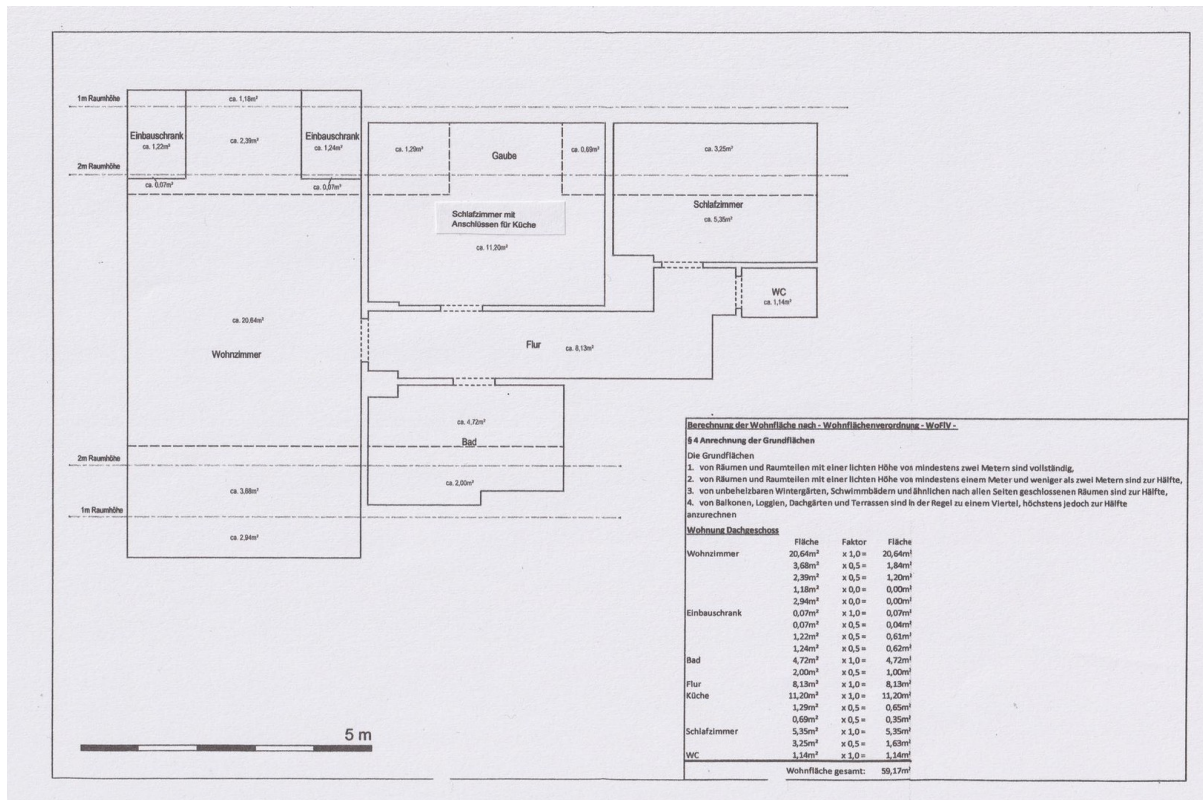 1m Raumhöhe
ca. 1,18m²
Einbauschrank
ca. 1,22m²
ca. 2,39m²
Einbauschrank
ca. 1,24m²
ca. 1,29m²
Gaube
ca. 0,69m²
ca. 3,25m²
2m Raumhöhe
ca. 0,07m²
ca. 0,07m²
Schlafzimmer
ca. 5,35m²
Schlafzimmer mit
Anschlüssen für Küche
ca. 11,20m²
WC
ca. 1,14m²
ca. 20,64m²
Wohnzimmer
Flur
ca. 8,13m²
ca. 4,72m²
Bad
2m Raumhöhe
ca. 2,00m²
ca. 3,68m²
1m Raumhöhe
ca. 2,94m²
5 m
Berechnung der Wohnfläche nach - Wohnflächenverordnung - WoFlV -
§ 4 Anrechnung der Grundflächen
Die Grundflächen
1. von Räumen und Raumteilen mit einer lichten Höhe von mindestens zwei Metern sind vollständig,
2. von Räumen und Raumteilen mit einer lichten Höhe von mindestens einem Meter und weniger als zwei Metern sind zur Hälfte,
3. von unbeheizbaren Wintergärten, Schwimmbädern und ähnlichen nach allen Seiten geschlossenen Räumen sind zur Hälfte,
4. von Balkonen, Loggien, Dachgärten und Terrassen sind in der Regel zu einem Viertel, höchstens jedoch zur Hälfte
anzurechnen
Wohnung Dachgeschoss
Fläche Faktor Fläche
Wohnzimmer 20,64m² x 1,0 = 20,64m²
3,68m² x 0,5 = 1,84m²
2,39m² x 0,5 = 1,20m²
1,18m² x 0,0 = 0,00m²
2,94m² x 0,0 = 0,00m²
Einbauschrank 0,07m² x 1,0 = 0,07m²
0,07m² x 0,5 = 0,04m²
1,22m² x 0,5 = 0,61m²
1,24m² x 0,5 = 0,62m²
Bad 4,72m² x 1,0 = 4,72m²
2,00m² x 0,5 = 1,00m²
Flur 8,13m² x 1,0 = 8,13m²
Küche 11,20m² x 1,0 = 11,20m²
1,29m² x 0,5 = 0,65m²
0,69m² x 0,5 = 0,35m²
Schlafzimmer 5,35m² x 1,0 = 5,35m²
3,25m² x 0,5 = 1,63m²
WC 1,14m² x 1,0 = 1,14m²
Wohnfläche gesamt: 59,17m²